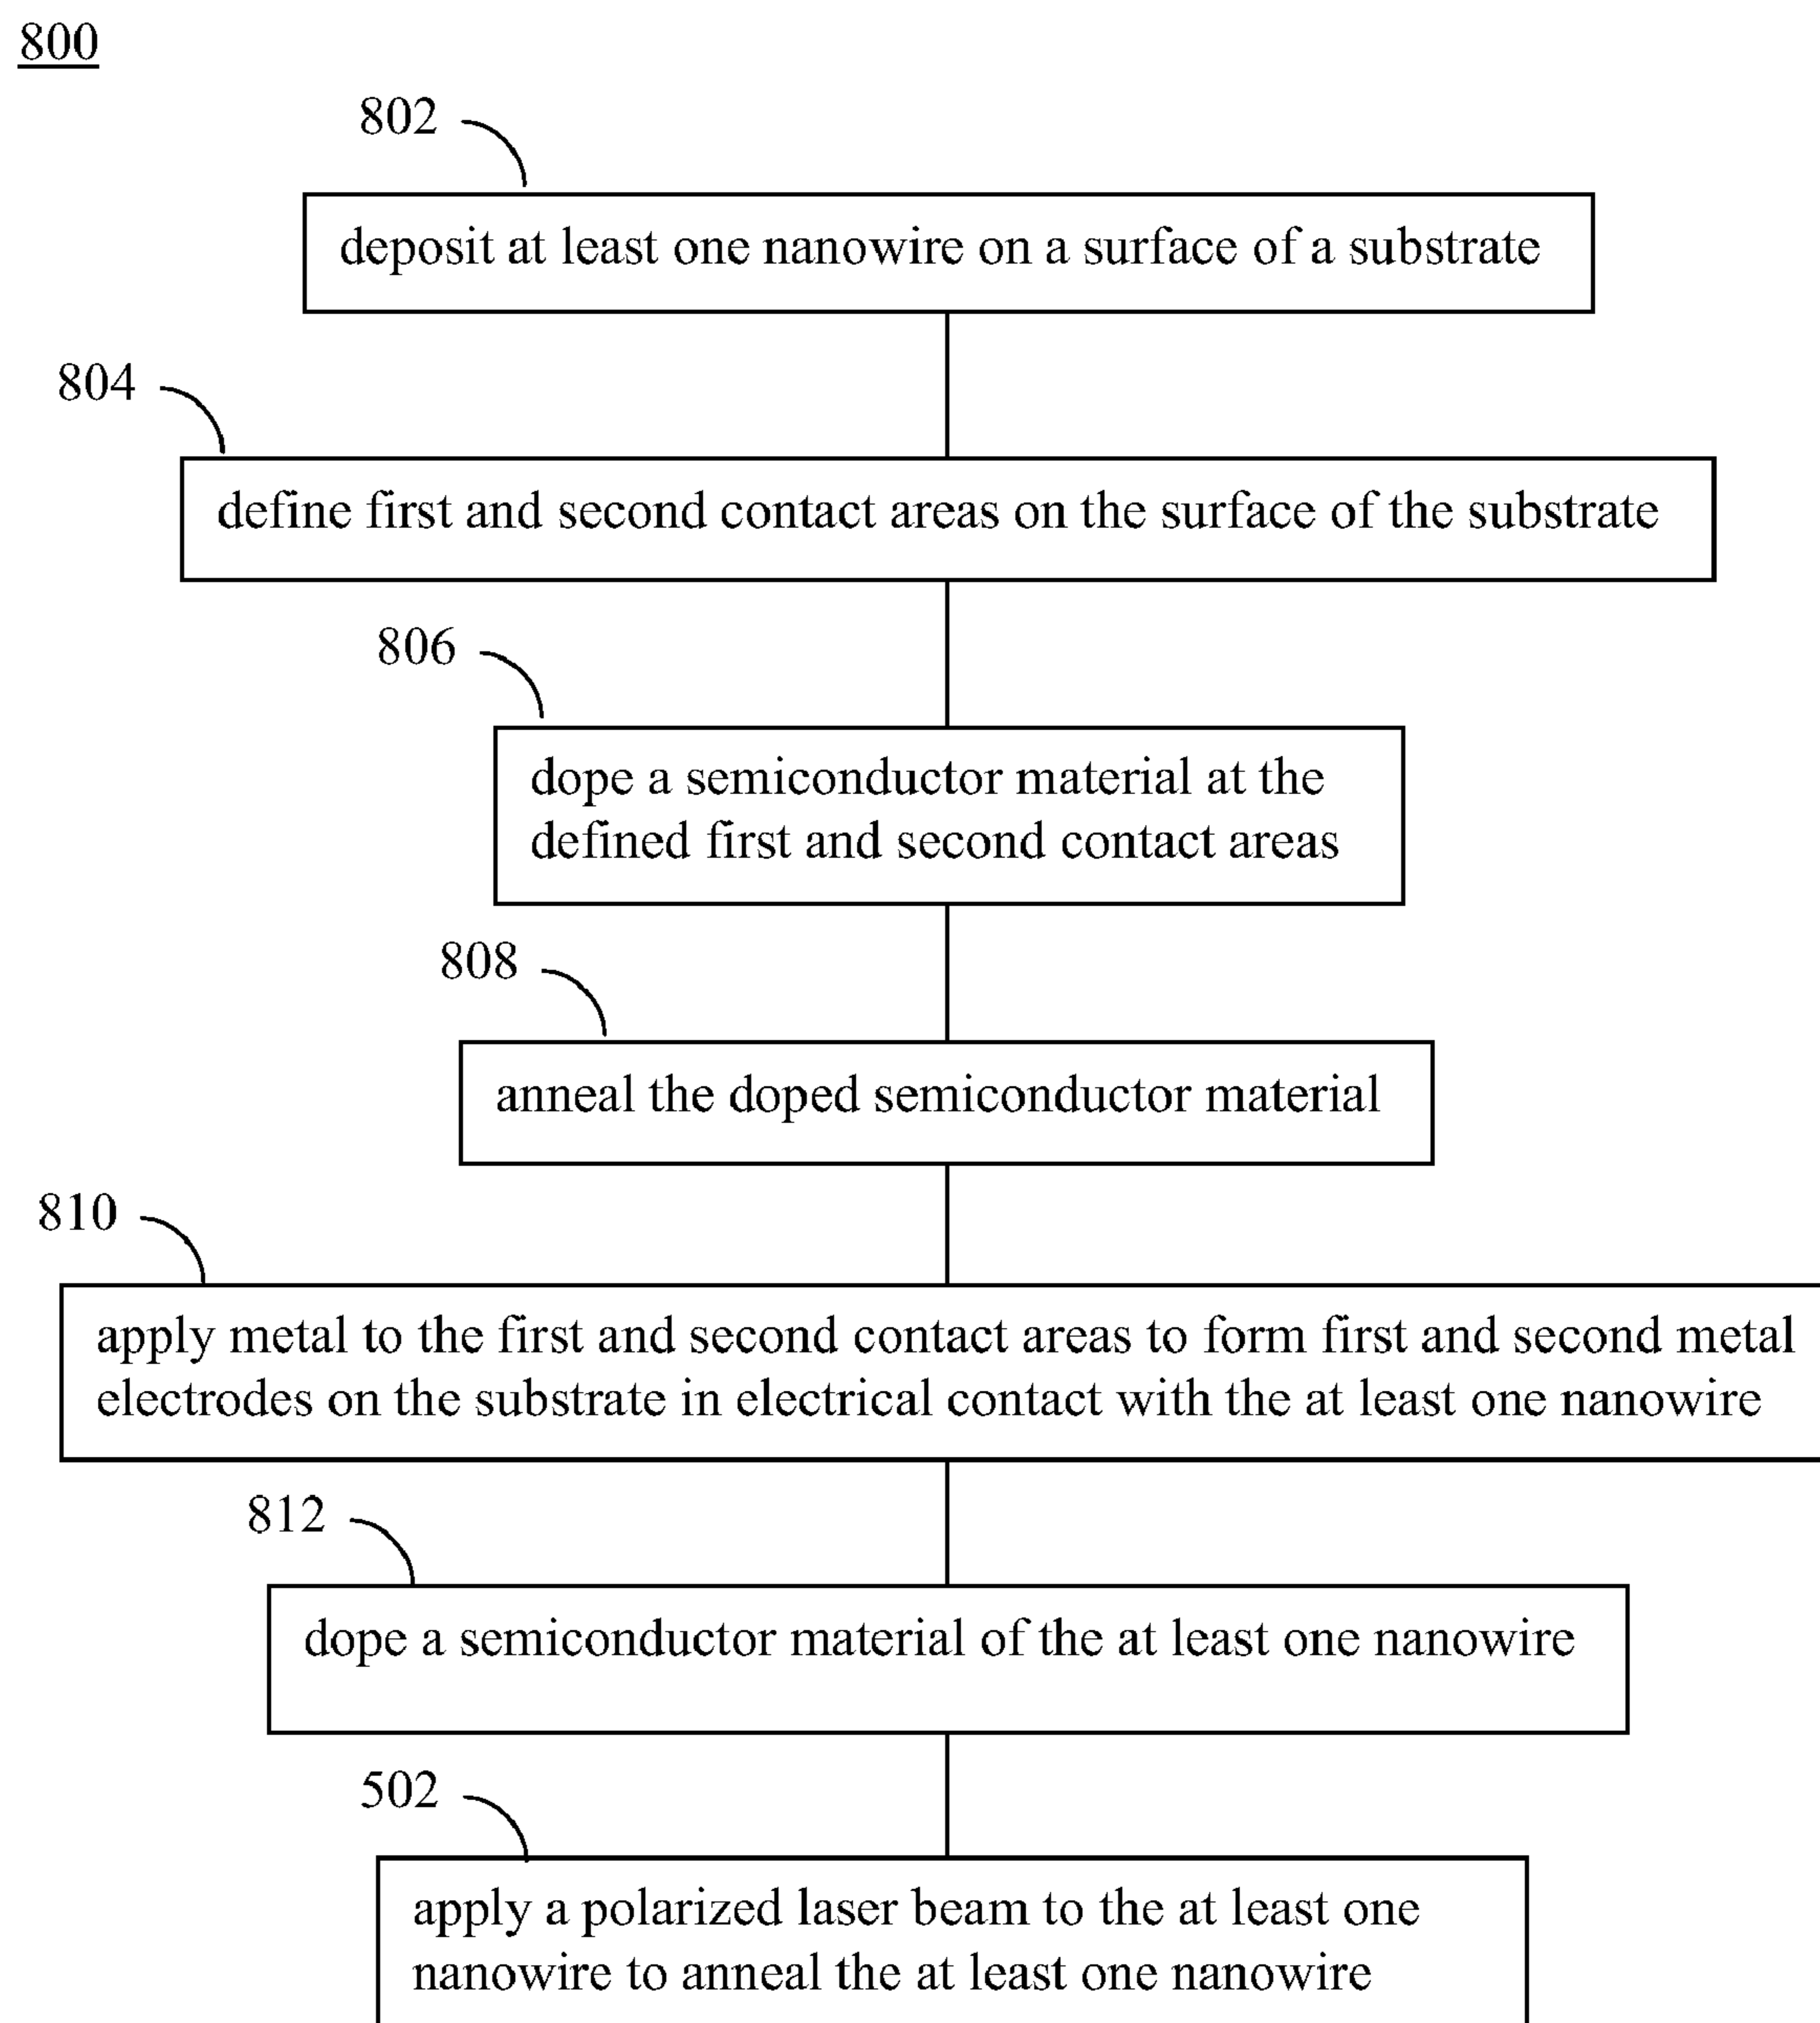 800
802
deposit at least one nanowire on a surface of a substrate
804
define first and second contact areas on the surface of the substrate
806
dope a semiconductor material at the
defined first and second contact areas
808
anneal the doped semiconductor material
810
apply metal to the first and second contact areas to form first and second metal
electrodes on the substrate in electrical contact with the at least one nanowire
812
dope a semiconductor material of the at least one nanowire
502
apply a polarized laser beam to the at least one
nanowire to anneal the at least one nanowire